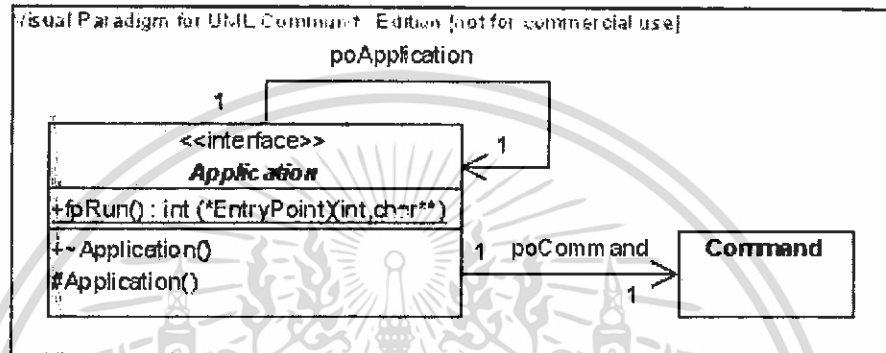 Visual Paradigm for UML Community Edition [not for commercial use]
poApplication
1
1
<<interface>>
Application
+fpRun() : int (*EntryPoint)(int,char**)
+~Application()
#Application()
1
poCommand
1
Command